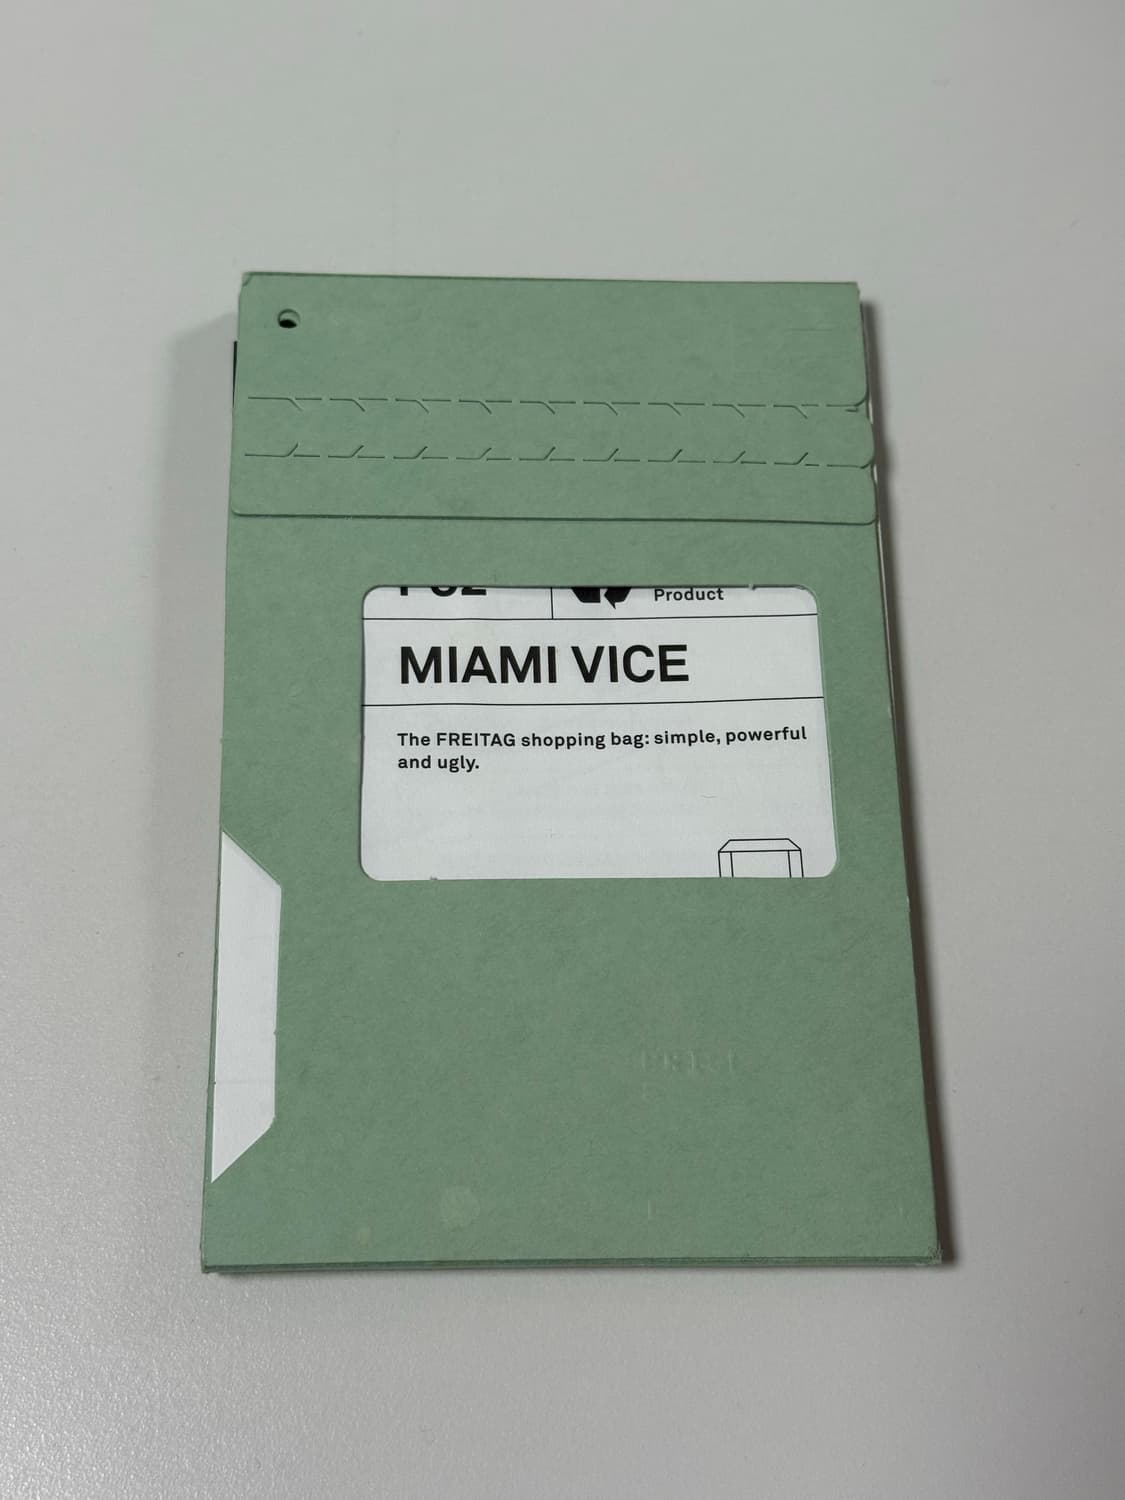 Product
MIAMI VICE
The FREITAG shopping bag: simple, powerful
and ugly.